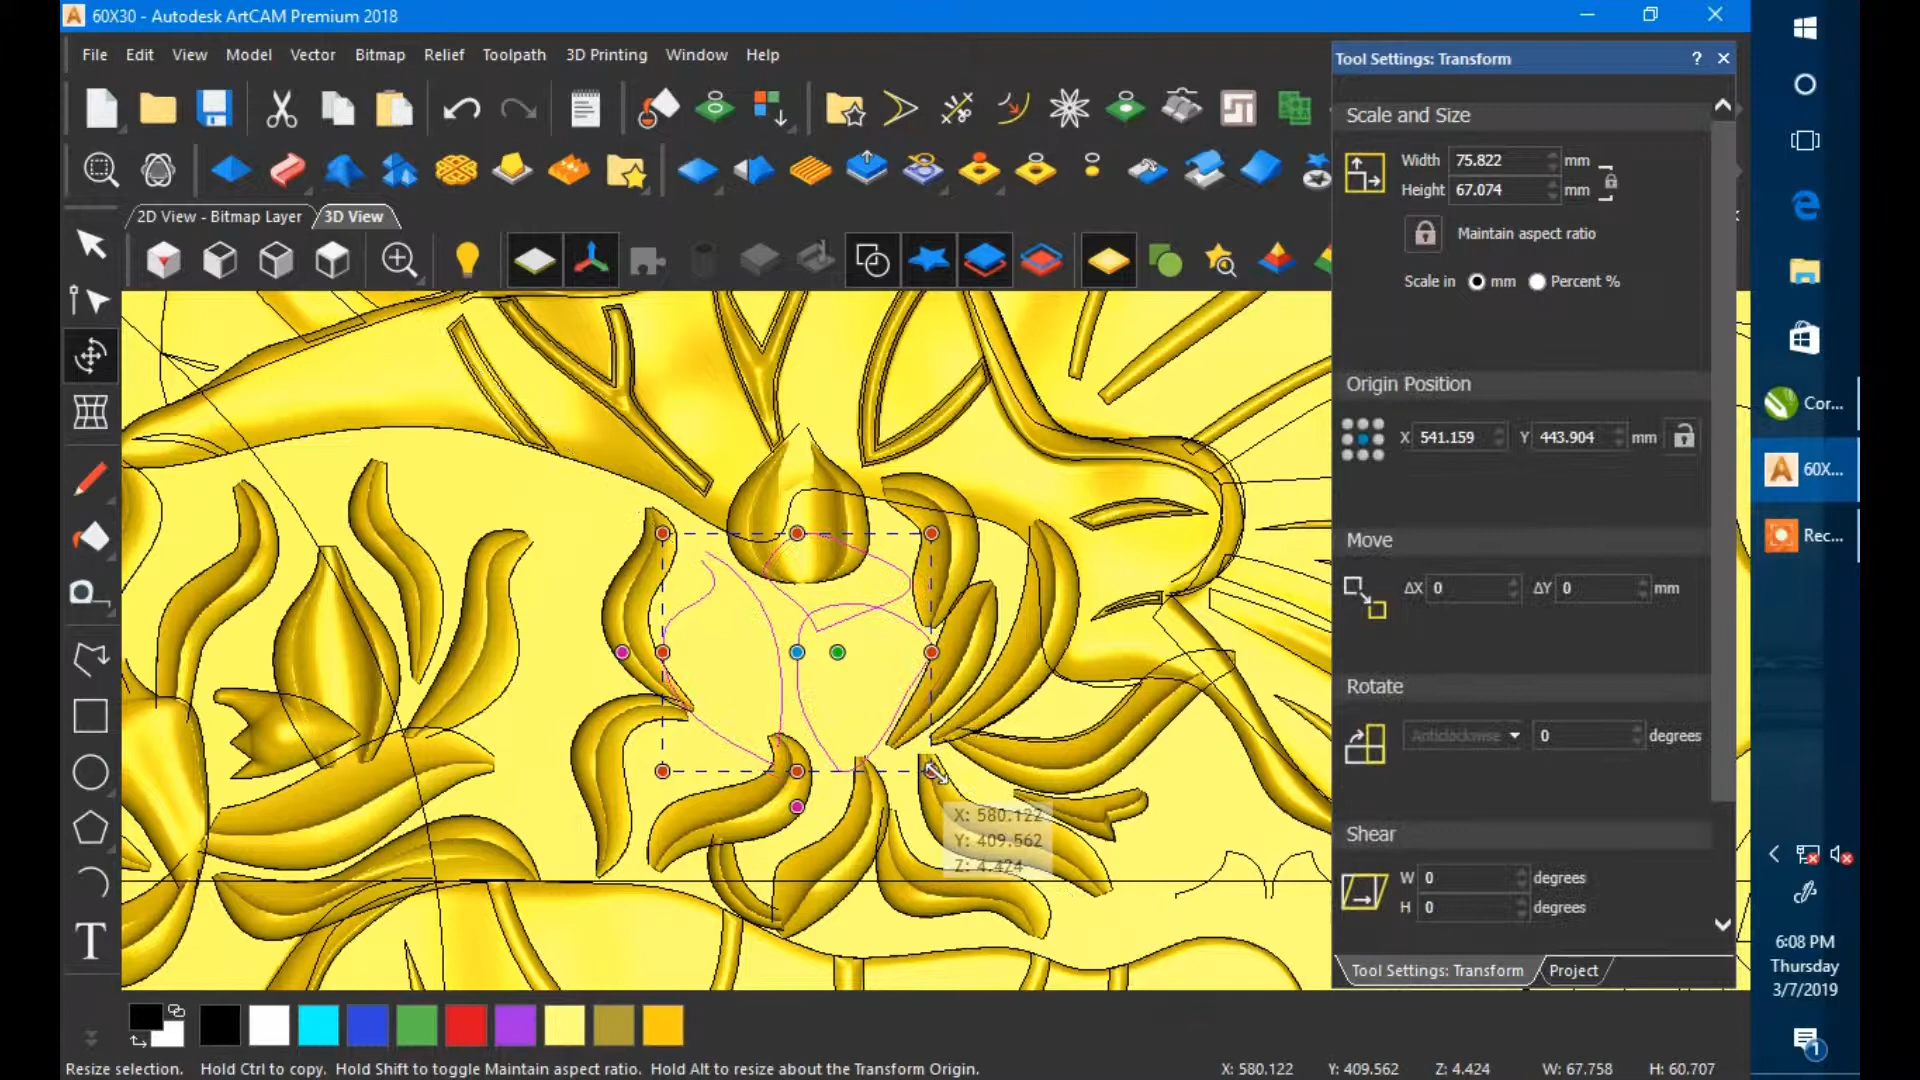 60X30 - Autodesk ArtCAM Premium 2018
File Edit View Model Vector Bitmap Relief Toolpath 3D Printing Window Help
Tool Settings: Transform ?
Scale and Size
Width 75.822 mm
Height 67.074 mm
Maintain aspect ratio
Scale in mm Percent %
2D View - Bitmap Layer 3D View
Origin Position
X 541.159 Y 443.904 mm
Move
ΔX 0 ΔY 0 mm
Rotate
Anticlockwise 0 degrees
Shear
W 0 degrees
H 0 degrees
X: 580.122
Y: 409.562
Z: 4.424
T
Tool Settings: Transform Project
Resize selection. Hold Ctrl to copy. Hold Shift to toggle Maintain aspect ratio. Hold Alt to resize about the Transform Origin.
X: 580.122 Y: 409.562 Z: 4.424 W: 67.758 H: 60.707
Cor...
60X...
Rec...
6:08 PM
Thursday
3/7/2019
1